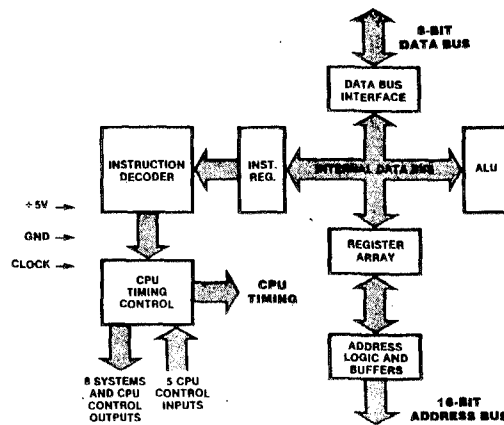 8-BIT
DATA BUS
DATA BUS
INTERFACE
INSTRUCTION
DECODER
INST.
REG.
INTERNAL DATA BUS
ALU
+5V
GND
CLOCK
REGISTER
ARRAY
CPU
TIMING
CONTROL
CPU
TIMING
ADDRESS
LOGIC AND
BUFFERS
8 SYSTEMS
AND CPU
CONTROL
OUTPUTS
5 CPU
CONTROL
INPUTS
16-BIT
ADDRESS BUS